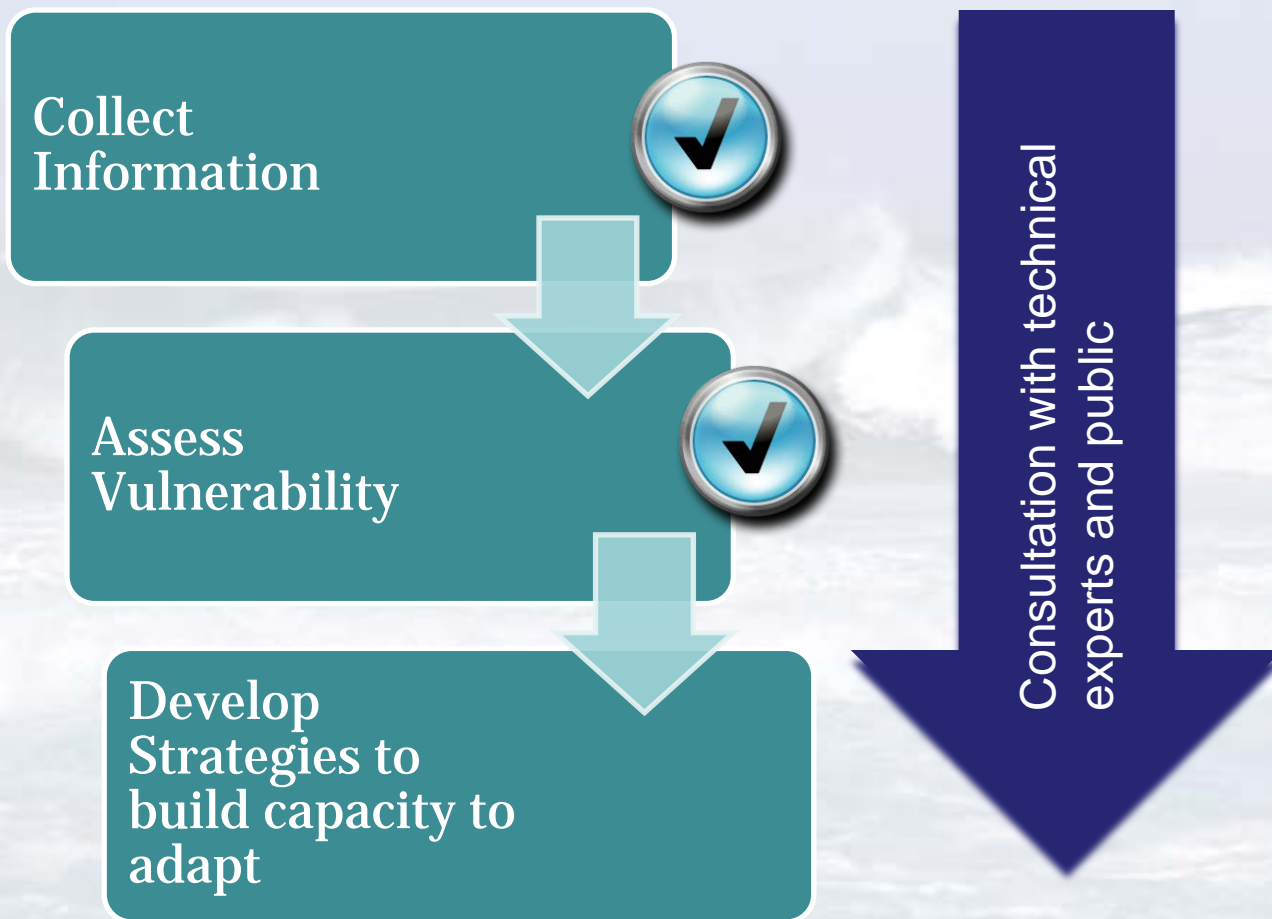 Collect
Information
Assess
Vulnerability
Develop
Strategies to
build capacity to
adapt
Consultation with technical
experts and public